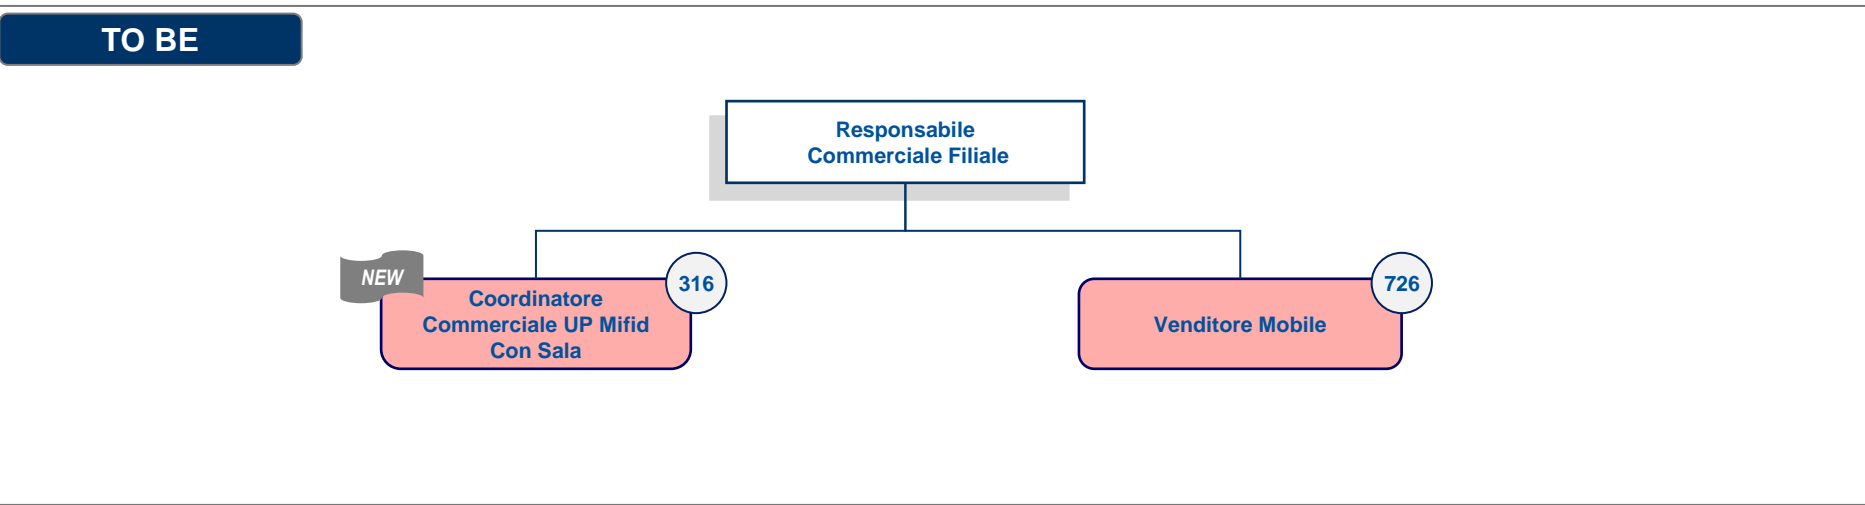 TO BE
Responsabile
Commerciale Filiale
NEW
316
Coordinatore
Commerciale UP Mifid
Con Sala
726
Venditore Mobile